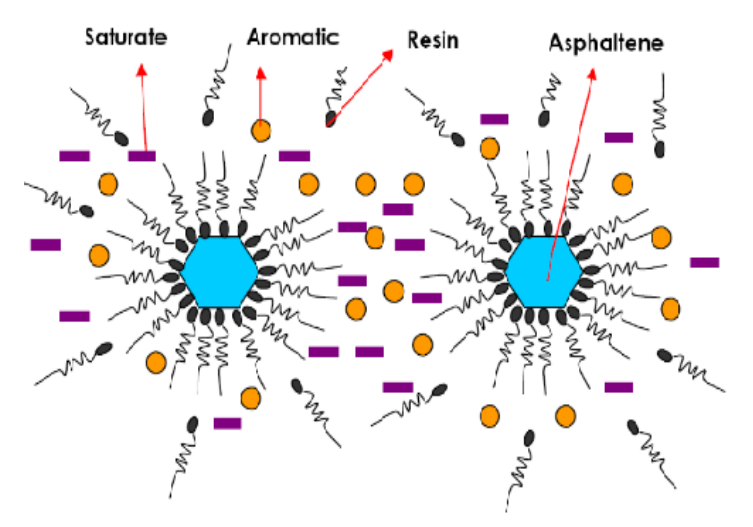 Saturate
Aromatic
Resin
Asphaltene